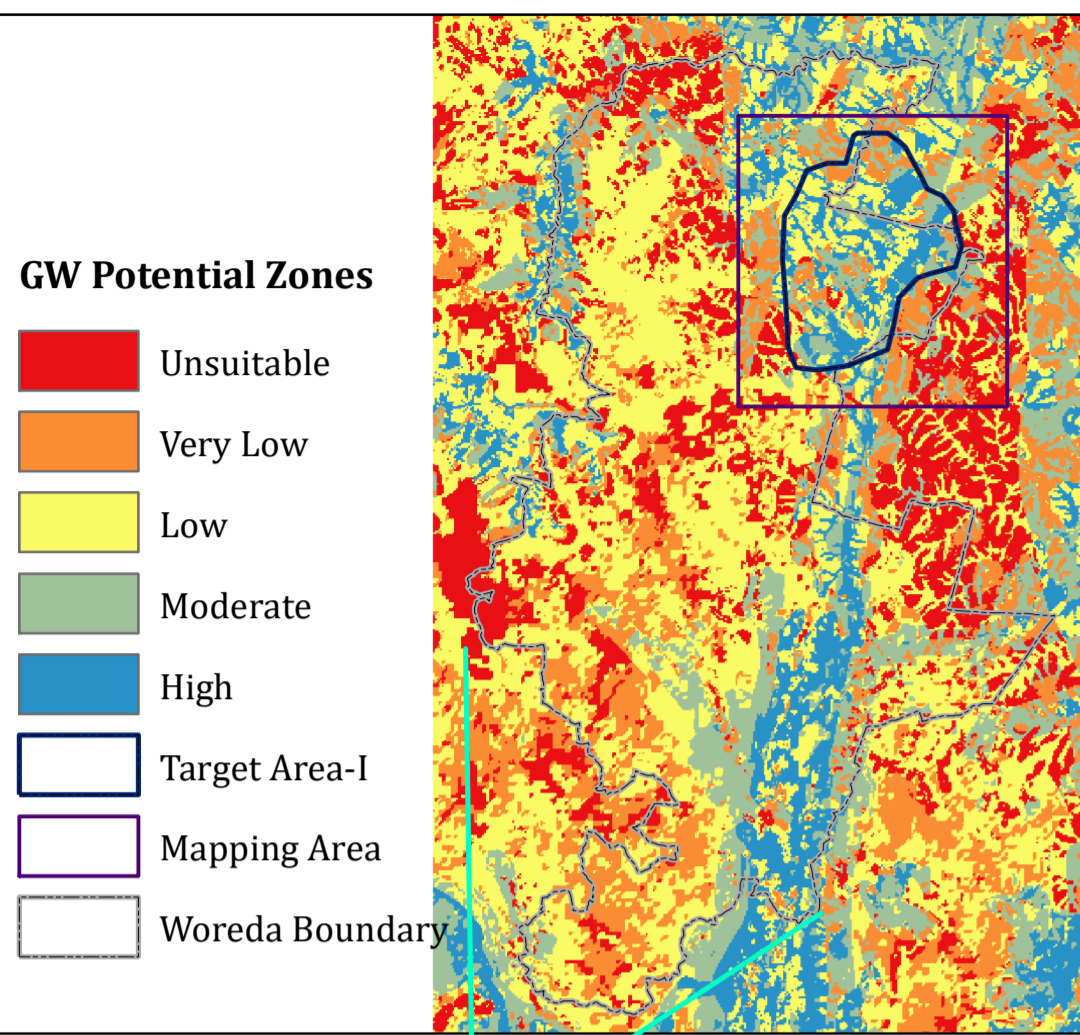 GW Potential Zones
Unsuitable
Very Low
Low
Moderate
High
Target Area-I
Mapping Area
Woreda Boundary